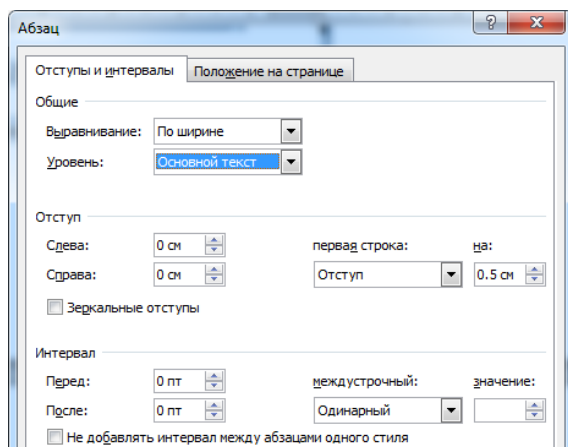 Абзац
Отступы и интервалы Положение на странице
Общие
Выравнивание: По ширине
Уровень: Основной текст
Отступ
Слева: 0 см первая строка: на:
Справа: 0 см Отступ 0.5 см
Зеркальные отступы
Интервал
Перед: 0 пт междустрочный: значение:
После: 0 пт Одинарный
Не добавлять интервал между абзацами одного стиля